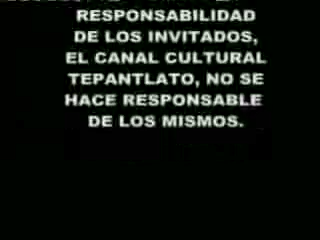 RESPONSABILIDAD
DE LOS INVITADOS,
EL CANAL CULTURAL
TEPANTLATO, NO SE
HACE RESPONSABLE
DE LOS MISMOS.